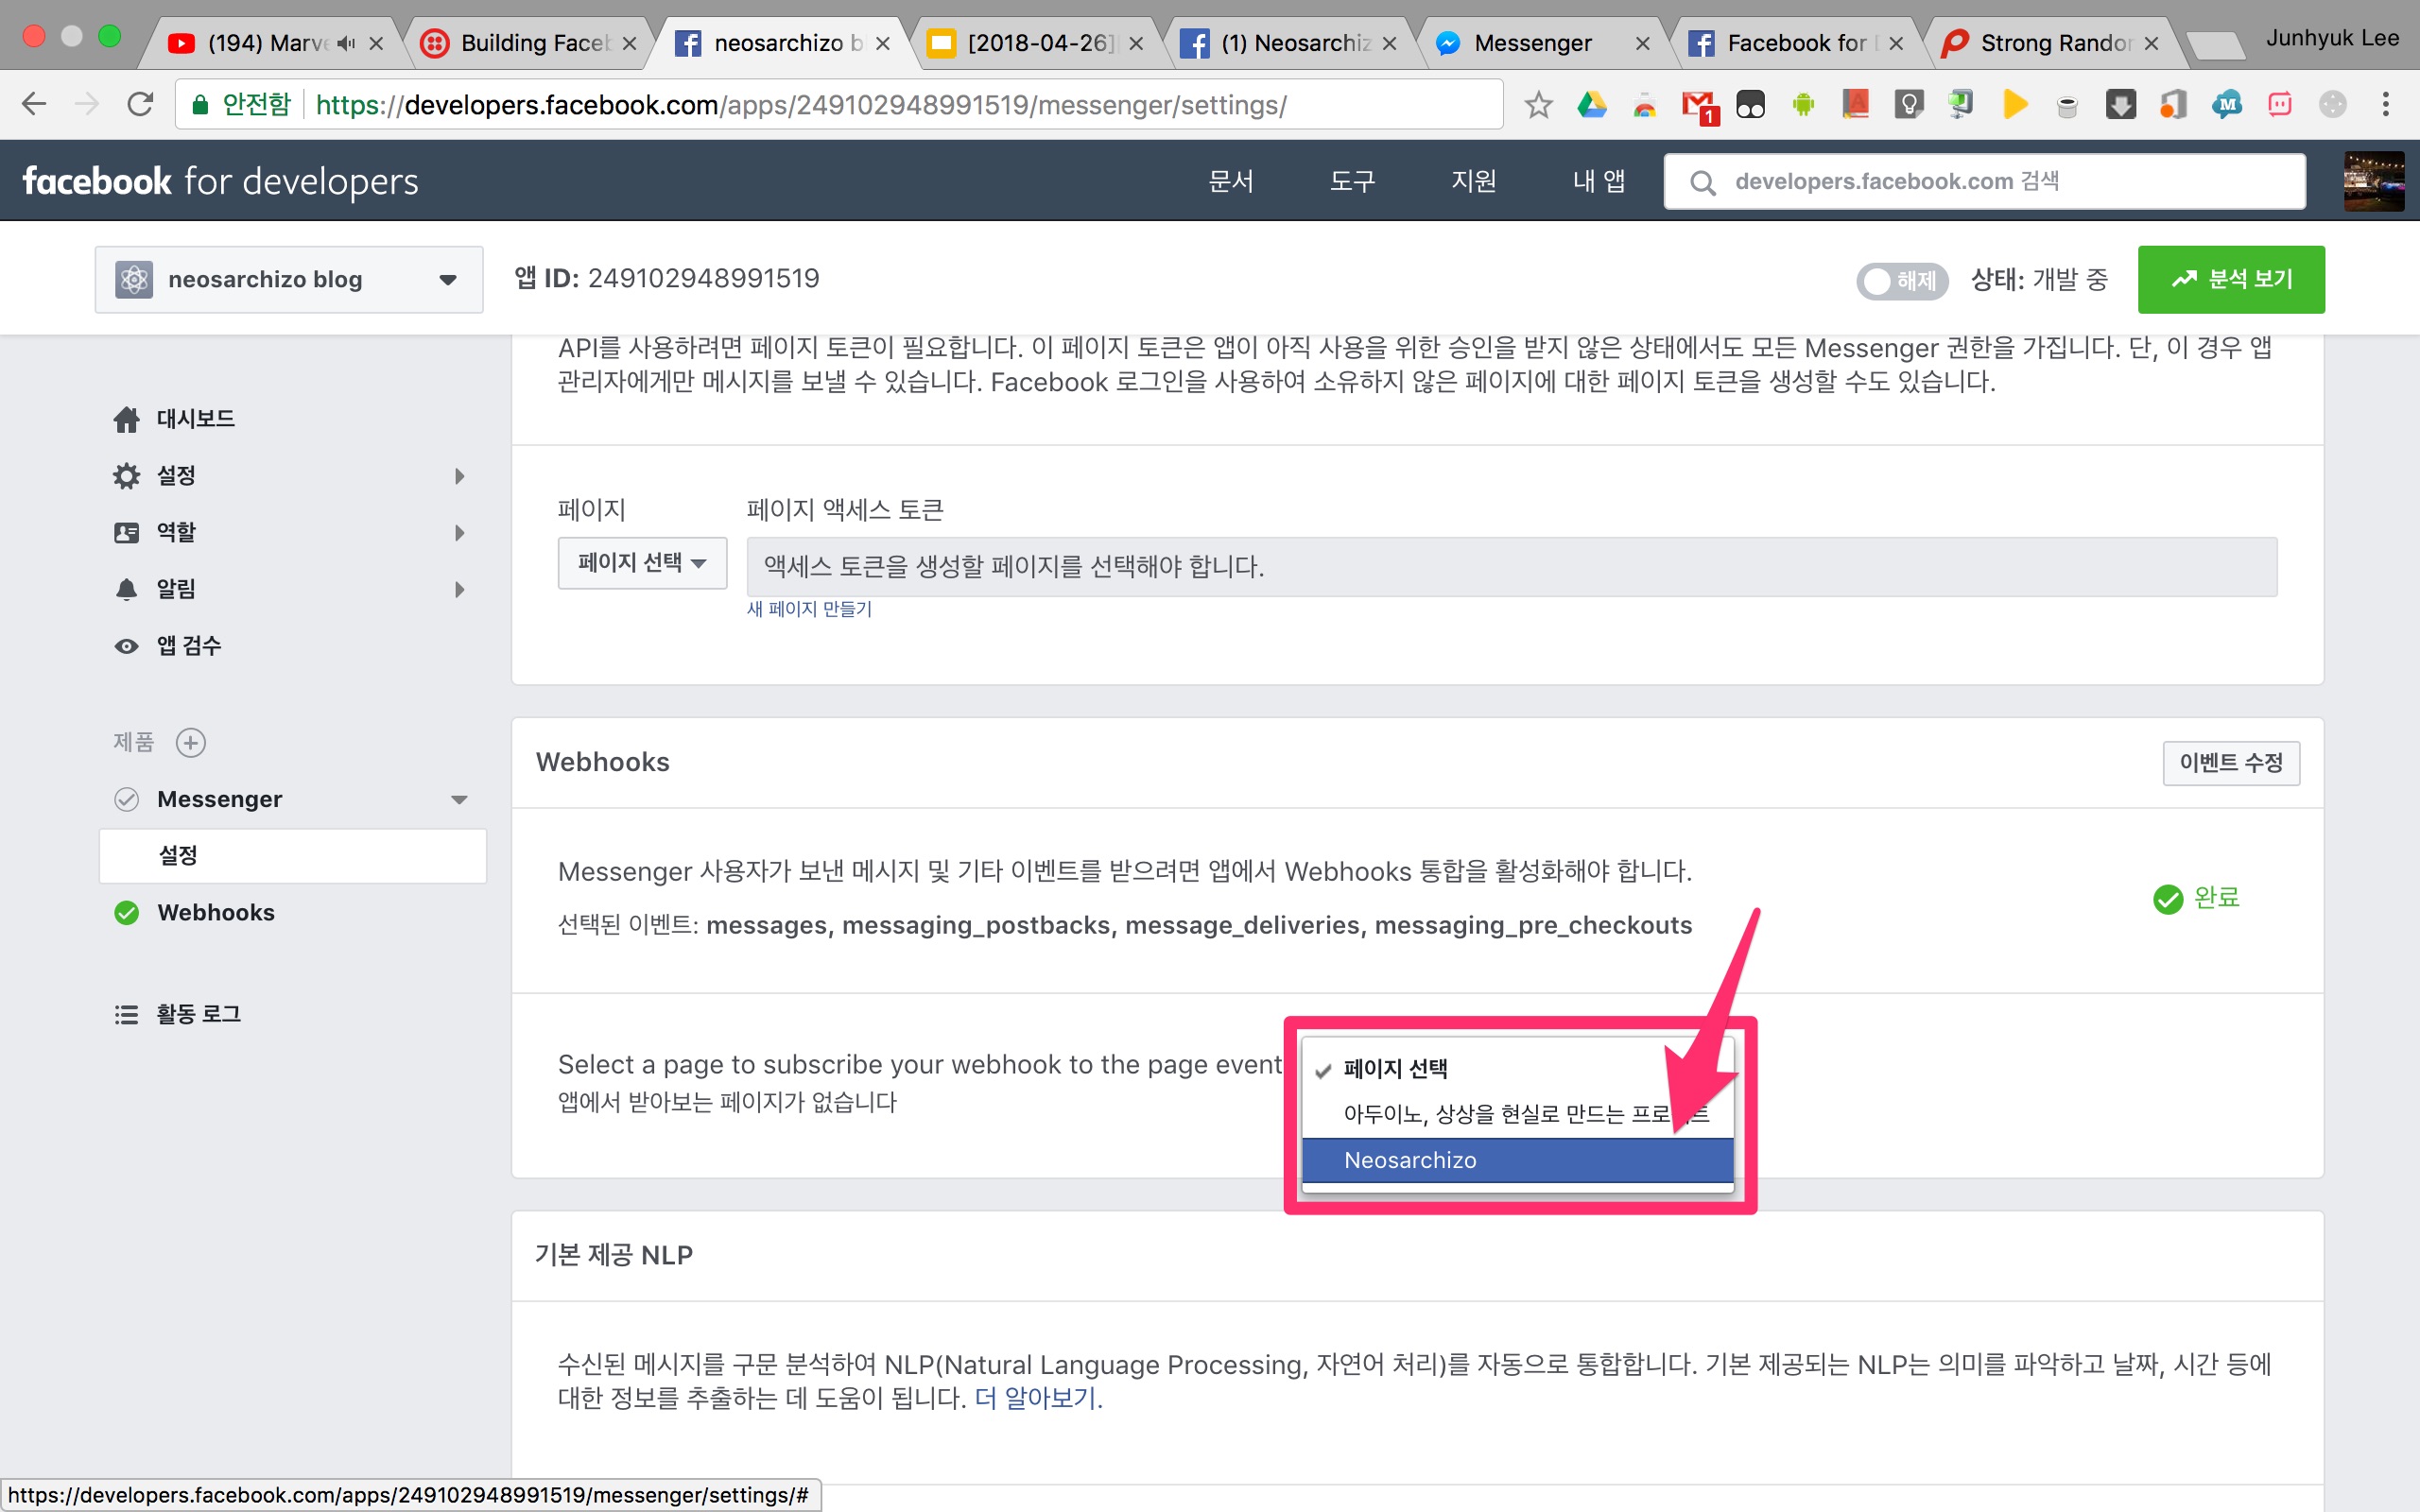 (194) Marve
Building Faceb
neosarchizo b
[2018-04-26]
(1) Neosarchiz
Messenger
Facebook for D
Strong Randor
Junhyuk Lee
안전함
https://developers.facebook.com/apps/249102948991519/messenger/settings/
1
facebook for developers
문서
도구
지원
내 앱
developers.facebook.com 검색
neosarchizo blog
앱 ID: 249102948991519
해제
상태: 개발 중
분석 보기
API를 사용하려면 페이지 토큰이 필요합니다. 이 페이지 토큰은 앱이 아직 사용을 위한 승인을 받지 않은 상태에서도 모든 Messenger 권한을 가집니다. 단, 이 경우 앱
관리자에게만 메시지를 보낼 수 있습니다. Facebook 로그인을 사용하여 소유하지 않은 페이지에 대한 페이지 토큰을 생성할 수도 있습니다.
대시보드
설정
역할
알림
앱 검수
제품
Messenger
설정
Webhooks
활동 로그
페이지
페이지 액세스 토큰
페이지 선택
액세스 토큰을 생성할 페이지를 선택해야 합니다.
새 페이지 만들기
Webhooks
이벤트 수정
Messenger 사용자가 보낸 메시지 및 기타 이벤트를 받으려면 앱에서 Webhooks 통합을 활성화해야 합니다.
선택된 이벤트: messages, messaging_postbacks, message_deliveries, messaging_pre_checkouts
완료
Select a page to subscribe your webhook to the page event
앱에서 받아보는 페이지가 없습니다
페이지 선택
아두이노, 상상을 현실로 만드는
Neosarchizo
기본 제공 NLP
수신된 메시지를 구문 분석하여 NLP(Natural Language Processing, 자연어 처리)를 자동으로 통합합니다. 기본 제공되는 NLP는 의미를 파악하고 날짜, 시간 등에
대한 정보를 추출하는 데 도움이 됩니다. 더 알아보기.
https://developers.facebook.com/apps/249102948991519/messenger/settings/#